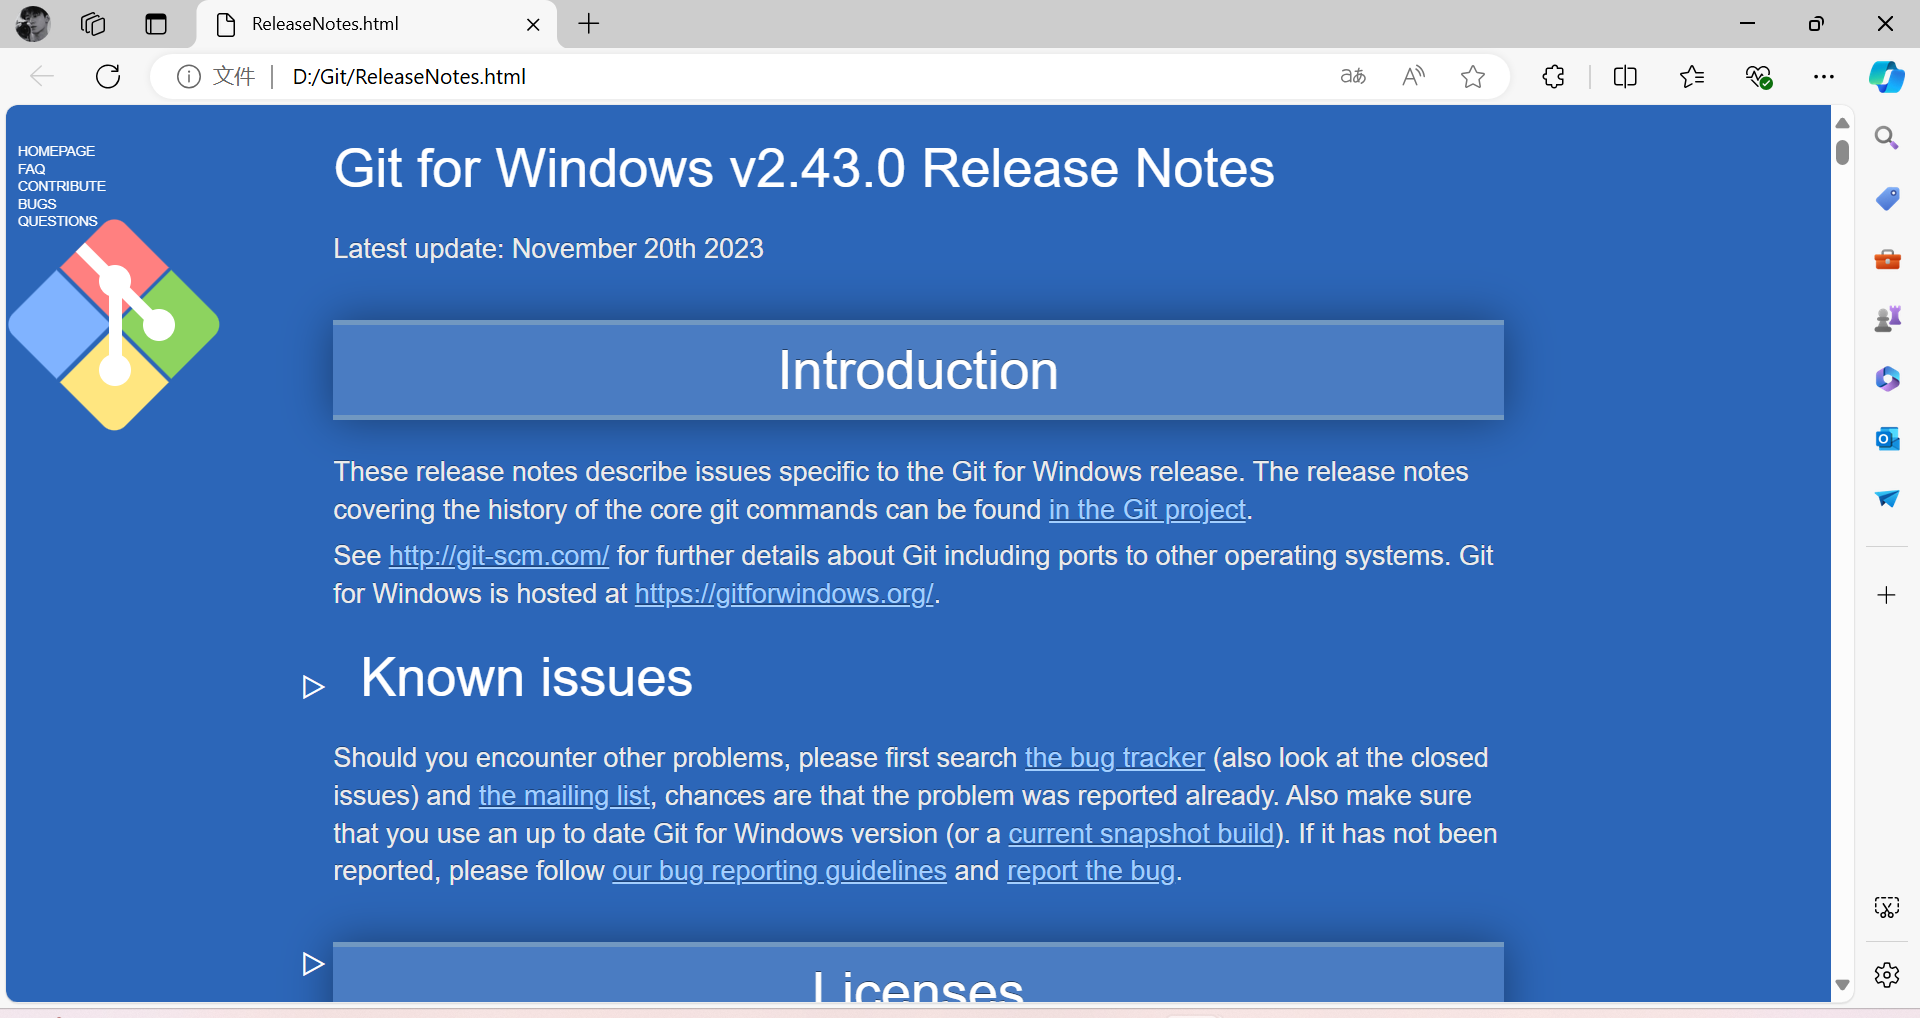 ReleaseNotes.html
文件
D:/Git/ReleaseNotes.html
aあ
HOMEPAGE
FAQ
CONTRIBUTE
BUGS
QUESTIONS
Git for Windows v2.43.0 Release Notes
Latest update: November 20th 2023
Introduction
These release notes describe issues specific to the Git for Windows release. The release notes
covering the history of the core git commands can be found in the Git project.
See http://git-scm.com/ for further details about Git including ports to other operating systems. Git
for Windows is hosted at https://gitforwindows.org/.
Known issues
Should you encounter other problems, please first search the bug tracker (also look at the closed
issues) and the mailing list, chances are that the problem was reported already. Also make sure
that you use an up to date Git for Windows version (or a current snapshot build). If it has not been
reported, please follow our bug reporting guidelines and report the bug.
Licenses